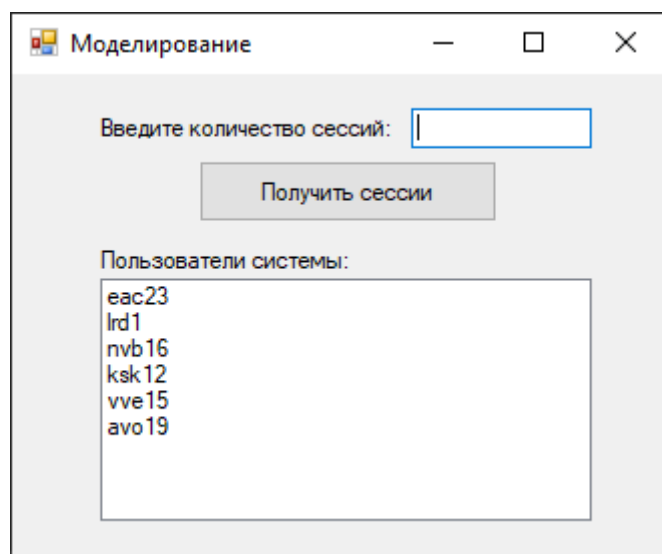 Моделирование
Введите количество сессий:
Получить сессии
Пользователи системы:
eac23
lrd1
nvb16
ksk12
vve15
avo19